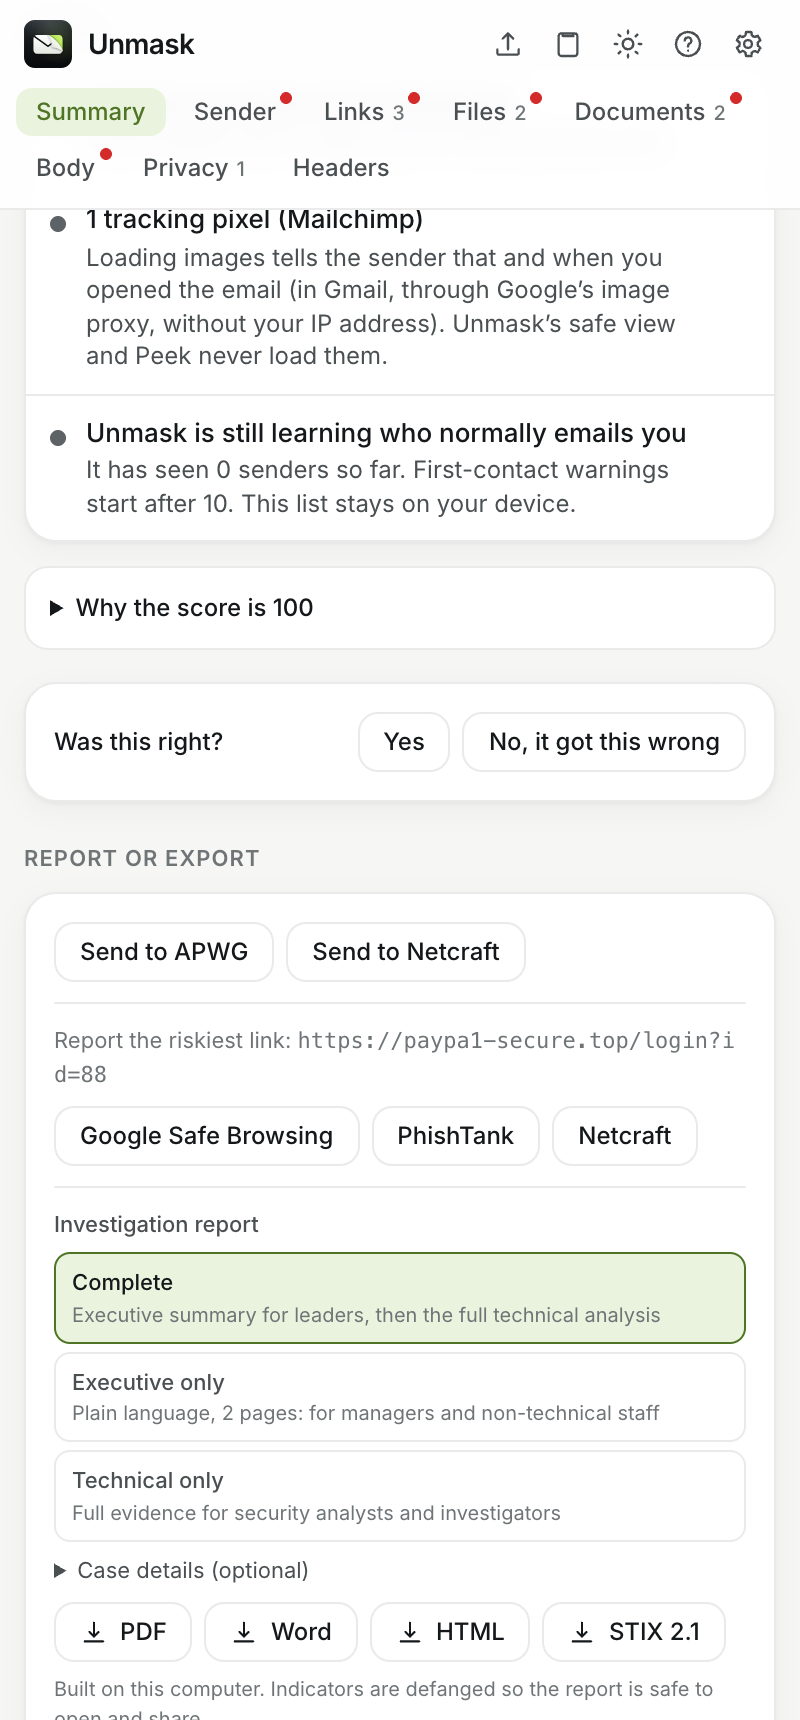 Unmask
Summary Sender Links 3 Files 2 Documents 2
Body Privacy 1 Headers
1 tracking pixel (Mailchimp)
Loading images tells the sender that and when you
opened the email (in Gmail, through Google’s image
proxy, without your IP address). Unmask’s safe view
and Peek never load them.
Unmask is still learning who normally emails you
It has seen 0 senders so far. First-contact warnings
start after 10. This list stays on your device.
Why the score is 100
Was this right? Yes No, it got this wrong
REPORT OR EXPORT
Send to APWG Send to Netcraft
Report the riskiest link: https://paypa1-secure.top/login?i
d=88
Google Safe Browsing PhishTank Netcraft
Investigation report
Complete
Executive summary for leaders, then the full technical analysis
Executive only
Plain language, 2 pages: for managers and non-technical staff
Technical only
Full evidence for security analysts and investigators
Case details (optional)
PDF Word HTML STIX 2.1
Built on this computer. Indicators are defanged so the report is safe to
open and share.